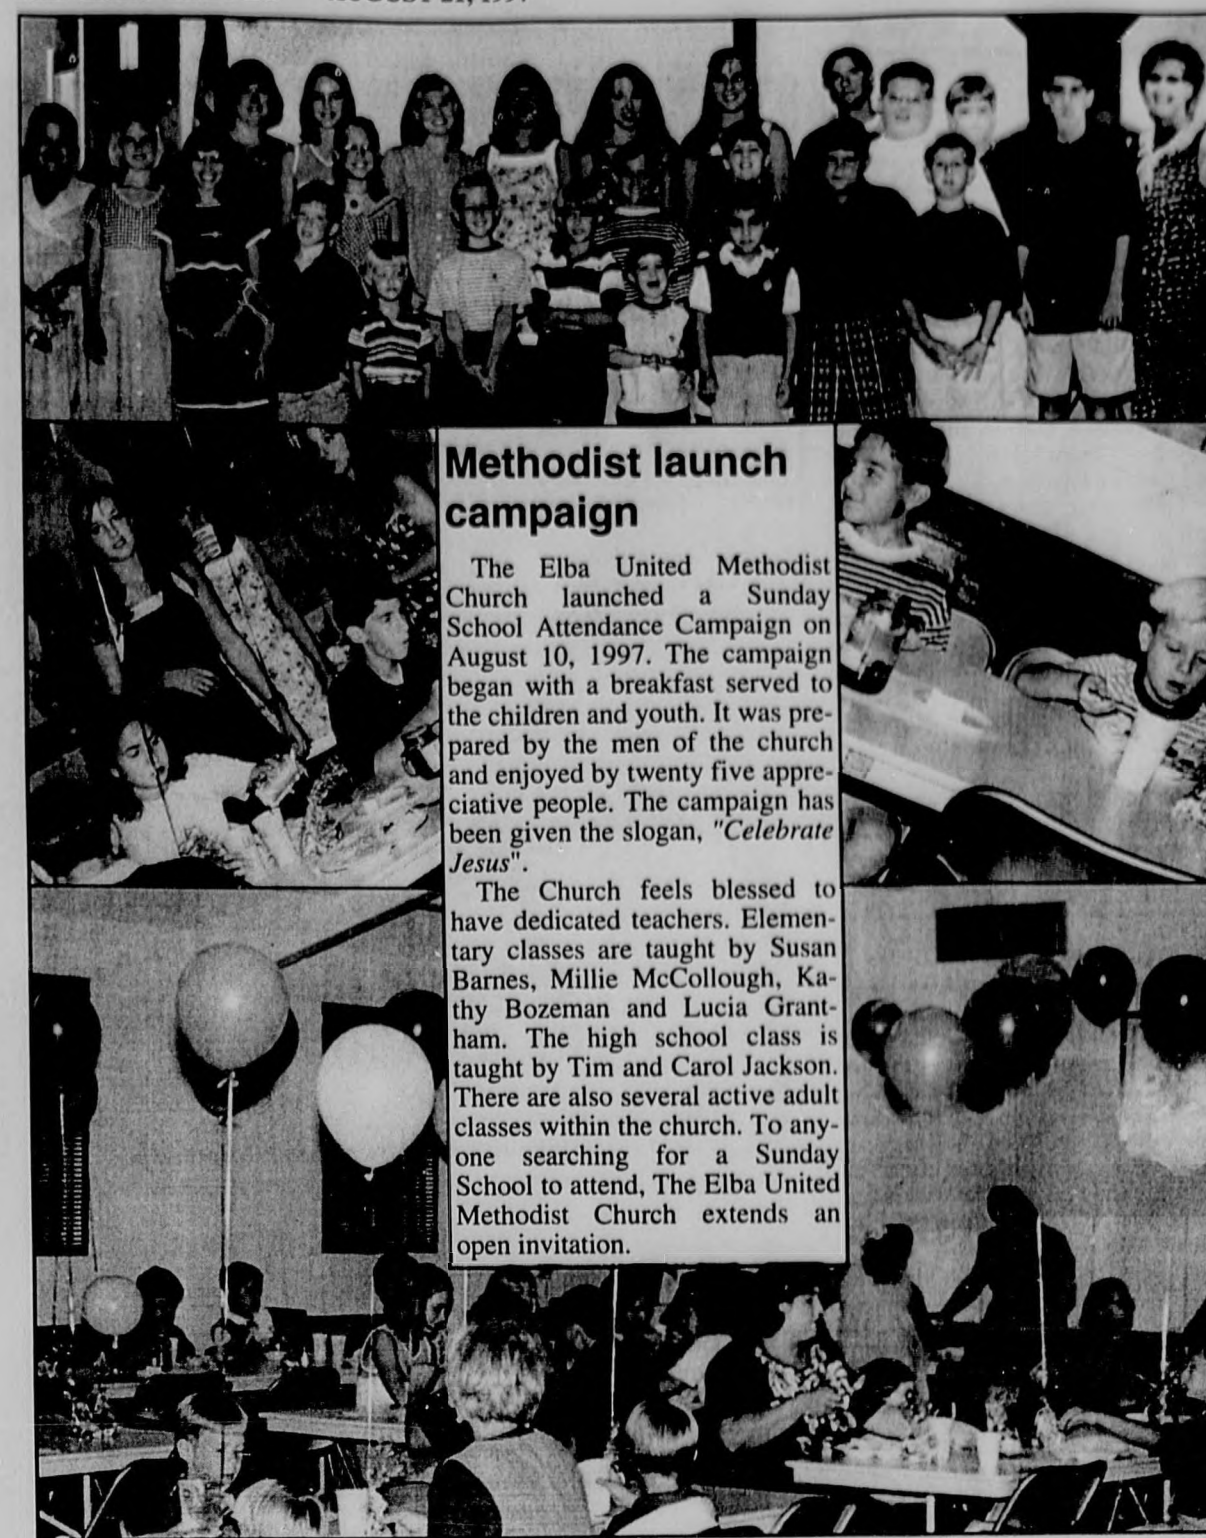 Methodist launch
campaign
The Elba United Methodist
Church launched a Sunday
School Attendance Campaign on
August 10, 1997. The campaign
began with a breakfast served to
the children and youth. It was pre-
pared by the men of the church
and enjoyed by twenty five appre-
ciative people. The campaign has
been given the slogan, "Celebrate
Jesus".
The Church feels blessed to
have dedicated teachers. Elemen-
tary classes are taught by Susan
Barnes, Millie McCollough, Ka-
thy Bozeman and Lucia Grant-
ham. The high school class is
taught by Tim and Carol Jackson.
There are also several active adult
classes within the church. To any-
one searching for a Sunday
School to attend, The Elba United
Methodist Church extends an
open invitation.